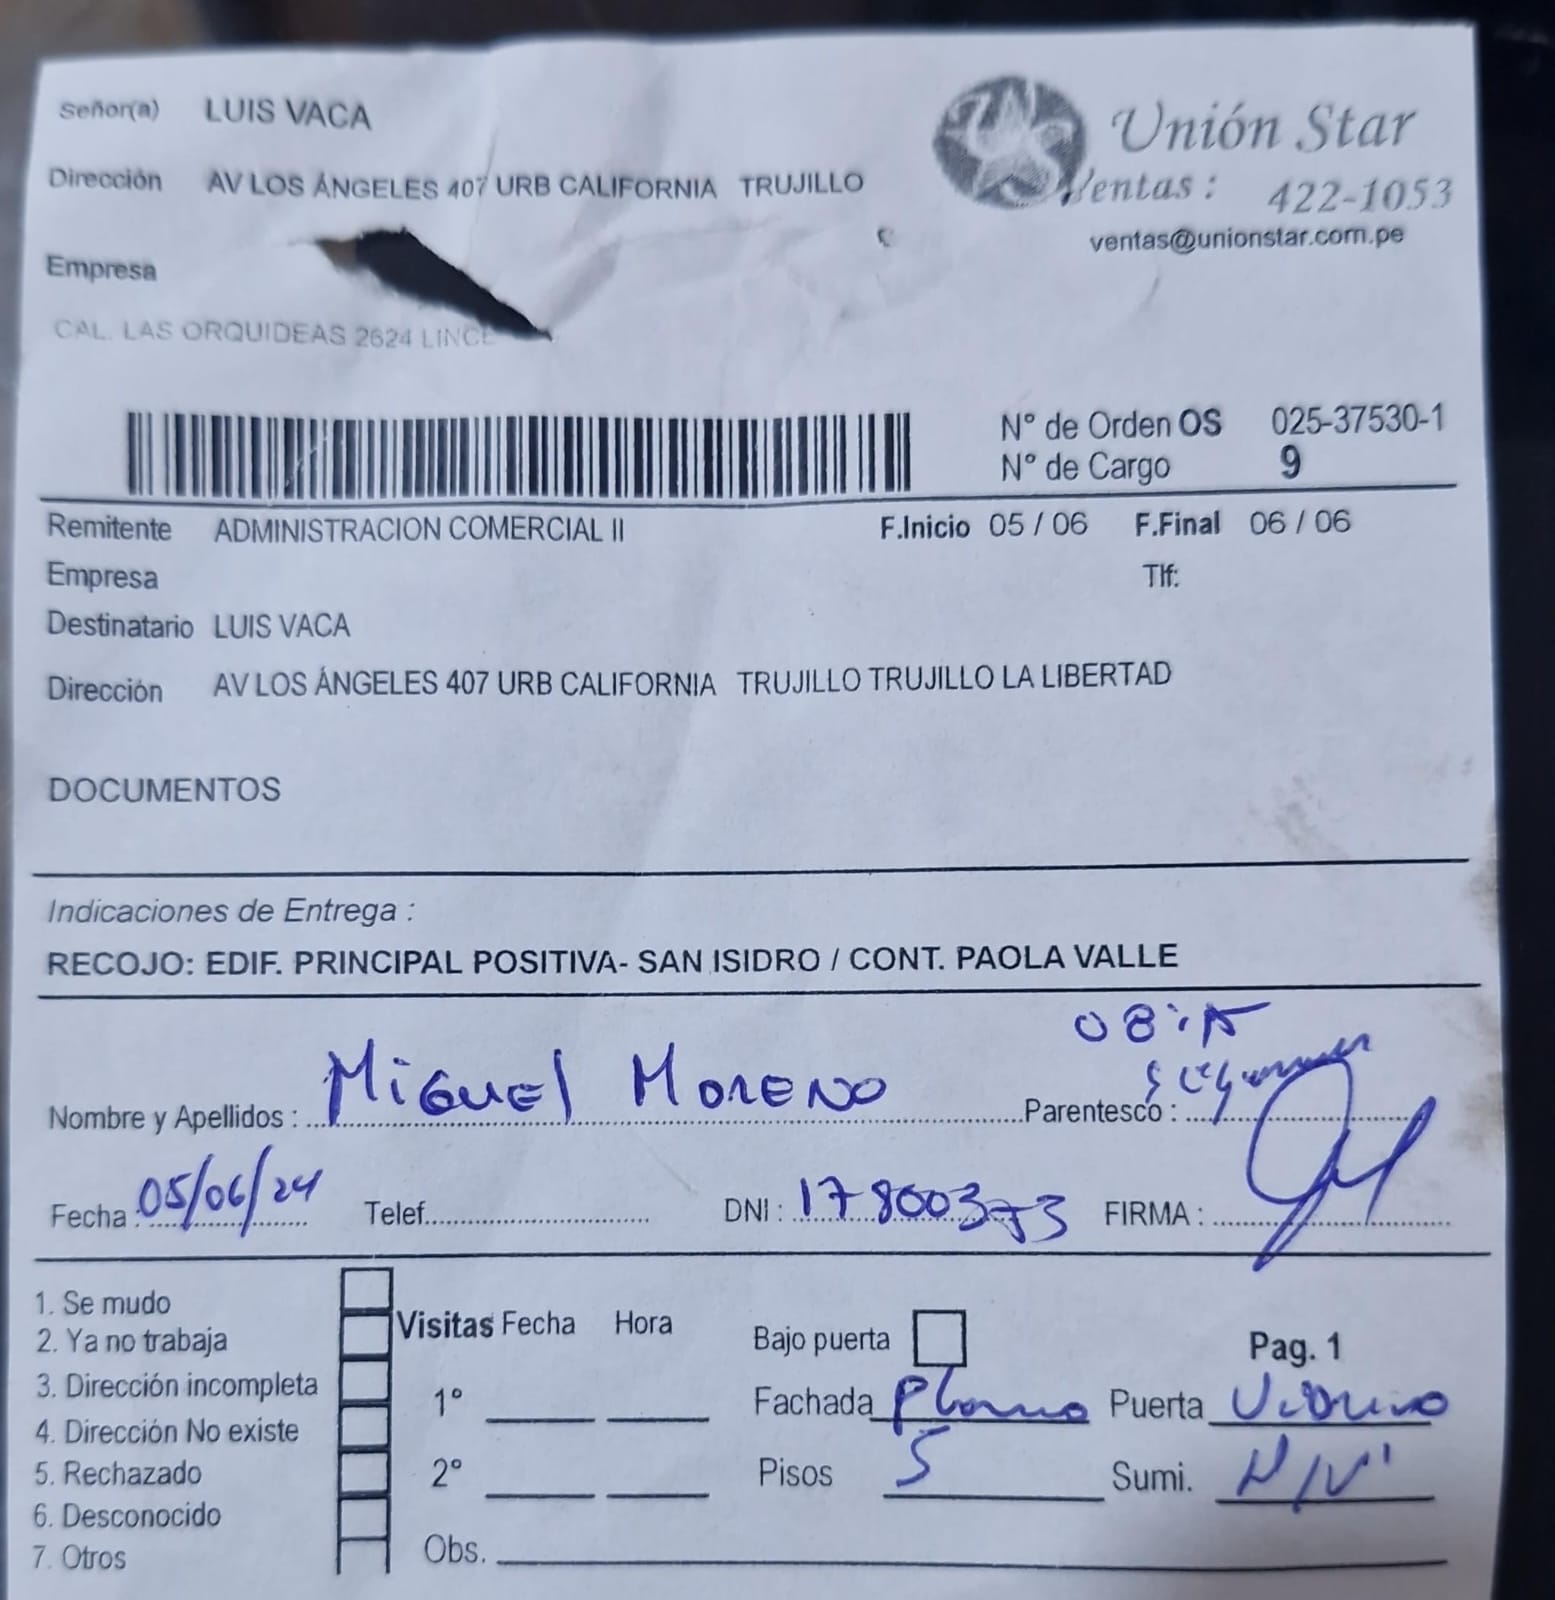 Señor(a) LUIS VACA
Unión Star
Dirección AV LOS ÁNGELES 407 URB CALIFORNIA TRUJILLO
Ventas : 422-1053
ventas@unionstar.com.pe
Empresa
CAL. LAS ORQUIDEAS 2624 LINCE
N° de Orden OS 025-37530-1
N° de Cargo 9
Remitente ADMINISTRACION COMERCIAL II F.Inicio 05 / 06 F.Final 06 / 06
Empresa Tlf:
Destinatario LUIS VACA
Dirección AV LOS ÁNGELES 407 URB CALIFORNIA TRUJILLO TRUJILLO LA LIBERTAD
DOCUMENTOS
Indicaciones de Entrega :
RECOJO: EDIF. PRINCIPAL POSITIVA- SAN ISIDRO / CONT. PAOLA VALLE
Nombre y Apellidos : MIGUEL MORENO Parentesco :
Fecha : 05/06/24 Telef. DNI : 17800373 FIRMA :
1. Se mudo
2. Ya no trabaja
3. Dirección incompleta
4. Dirección No existe
5. Rechazado
6. Desconocido
7. Otros
Visitas Fecha Hora
1°
2°
Obs.
Bajo puerta Pag. 1
Fachada Puerta
Pisos 5 Sumi.